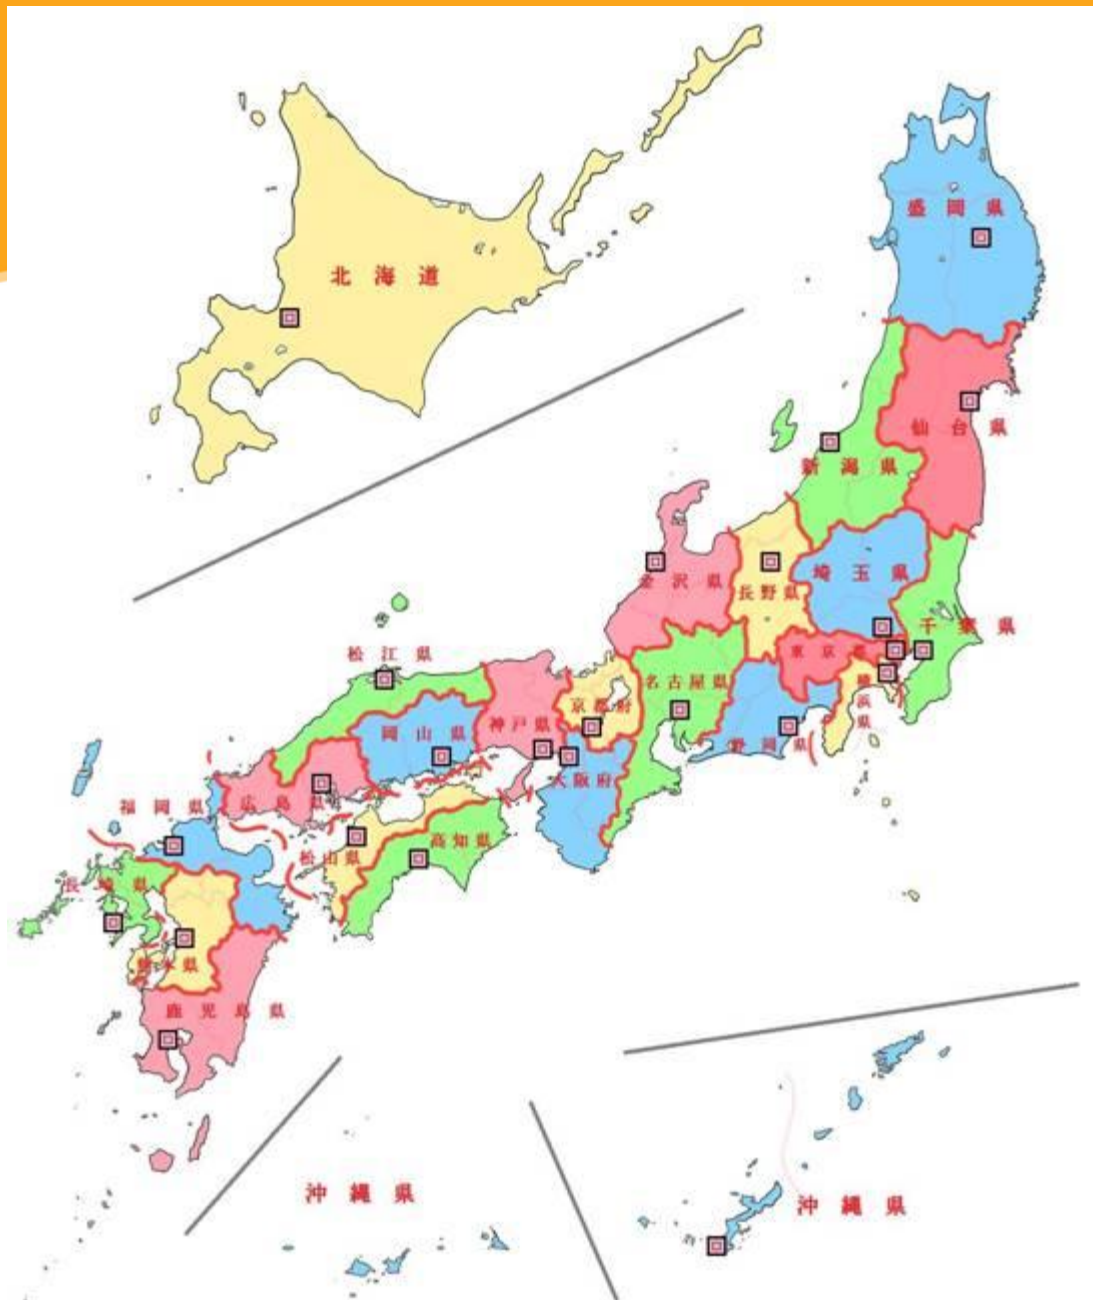 盛岡県
北海道
仙台県
新潟県
埼玉県
金沢県
長野県
千葉県
東京都
松江県
名古屋県
京都府
横浜県
岡山県
神戸県
静岡県
大阪府
福岡県
広島県
高知県
松山県
長崎県
熊本県
鹿児島県
沖縄県
沖縄県